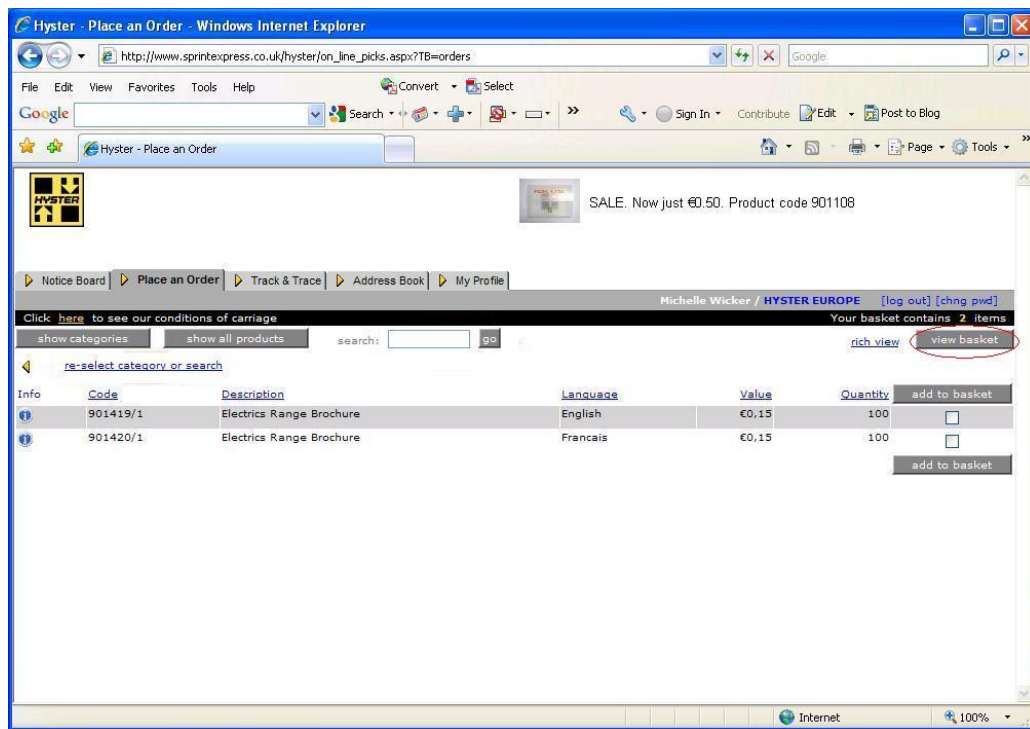 Hyster - Place an Order - Windows Internet Explorer
http://www.sprintexpress.co.uk/hyster/on_line_picks.aspx?TB=orders
Google
File Edit View Favorites Tools Help
Convert Select
Google
Search
»
Sign In
Contribute Edit Post to Blog
Hyster - Place an Order
Page Tools »
HYSTER
SALE. Now just €0.50. Product code 901108
Notice Board Place an Order Track & Trace Address Book My Profile
Michelle Wicker / HYSTER EUROPE [log out] [chng pwd]
Click here to see our conditions of carriage Your basket contains 2 items
show categories show all products search: go rich view view basket
re-select category or search
Info Code Description Language Value Quantity add to basket
901419/1 Electrics Range Brochure English €0,15 100
901420/1 Electrics Range Brochure Francais €0,15 100
add to basket
Internet 100%